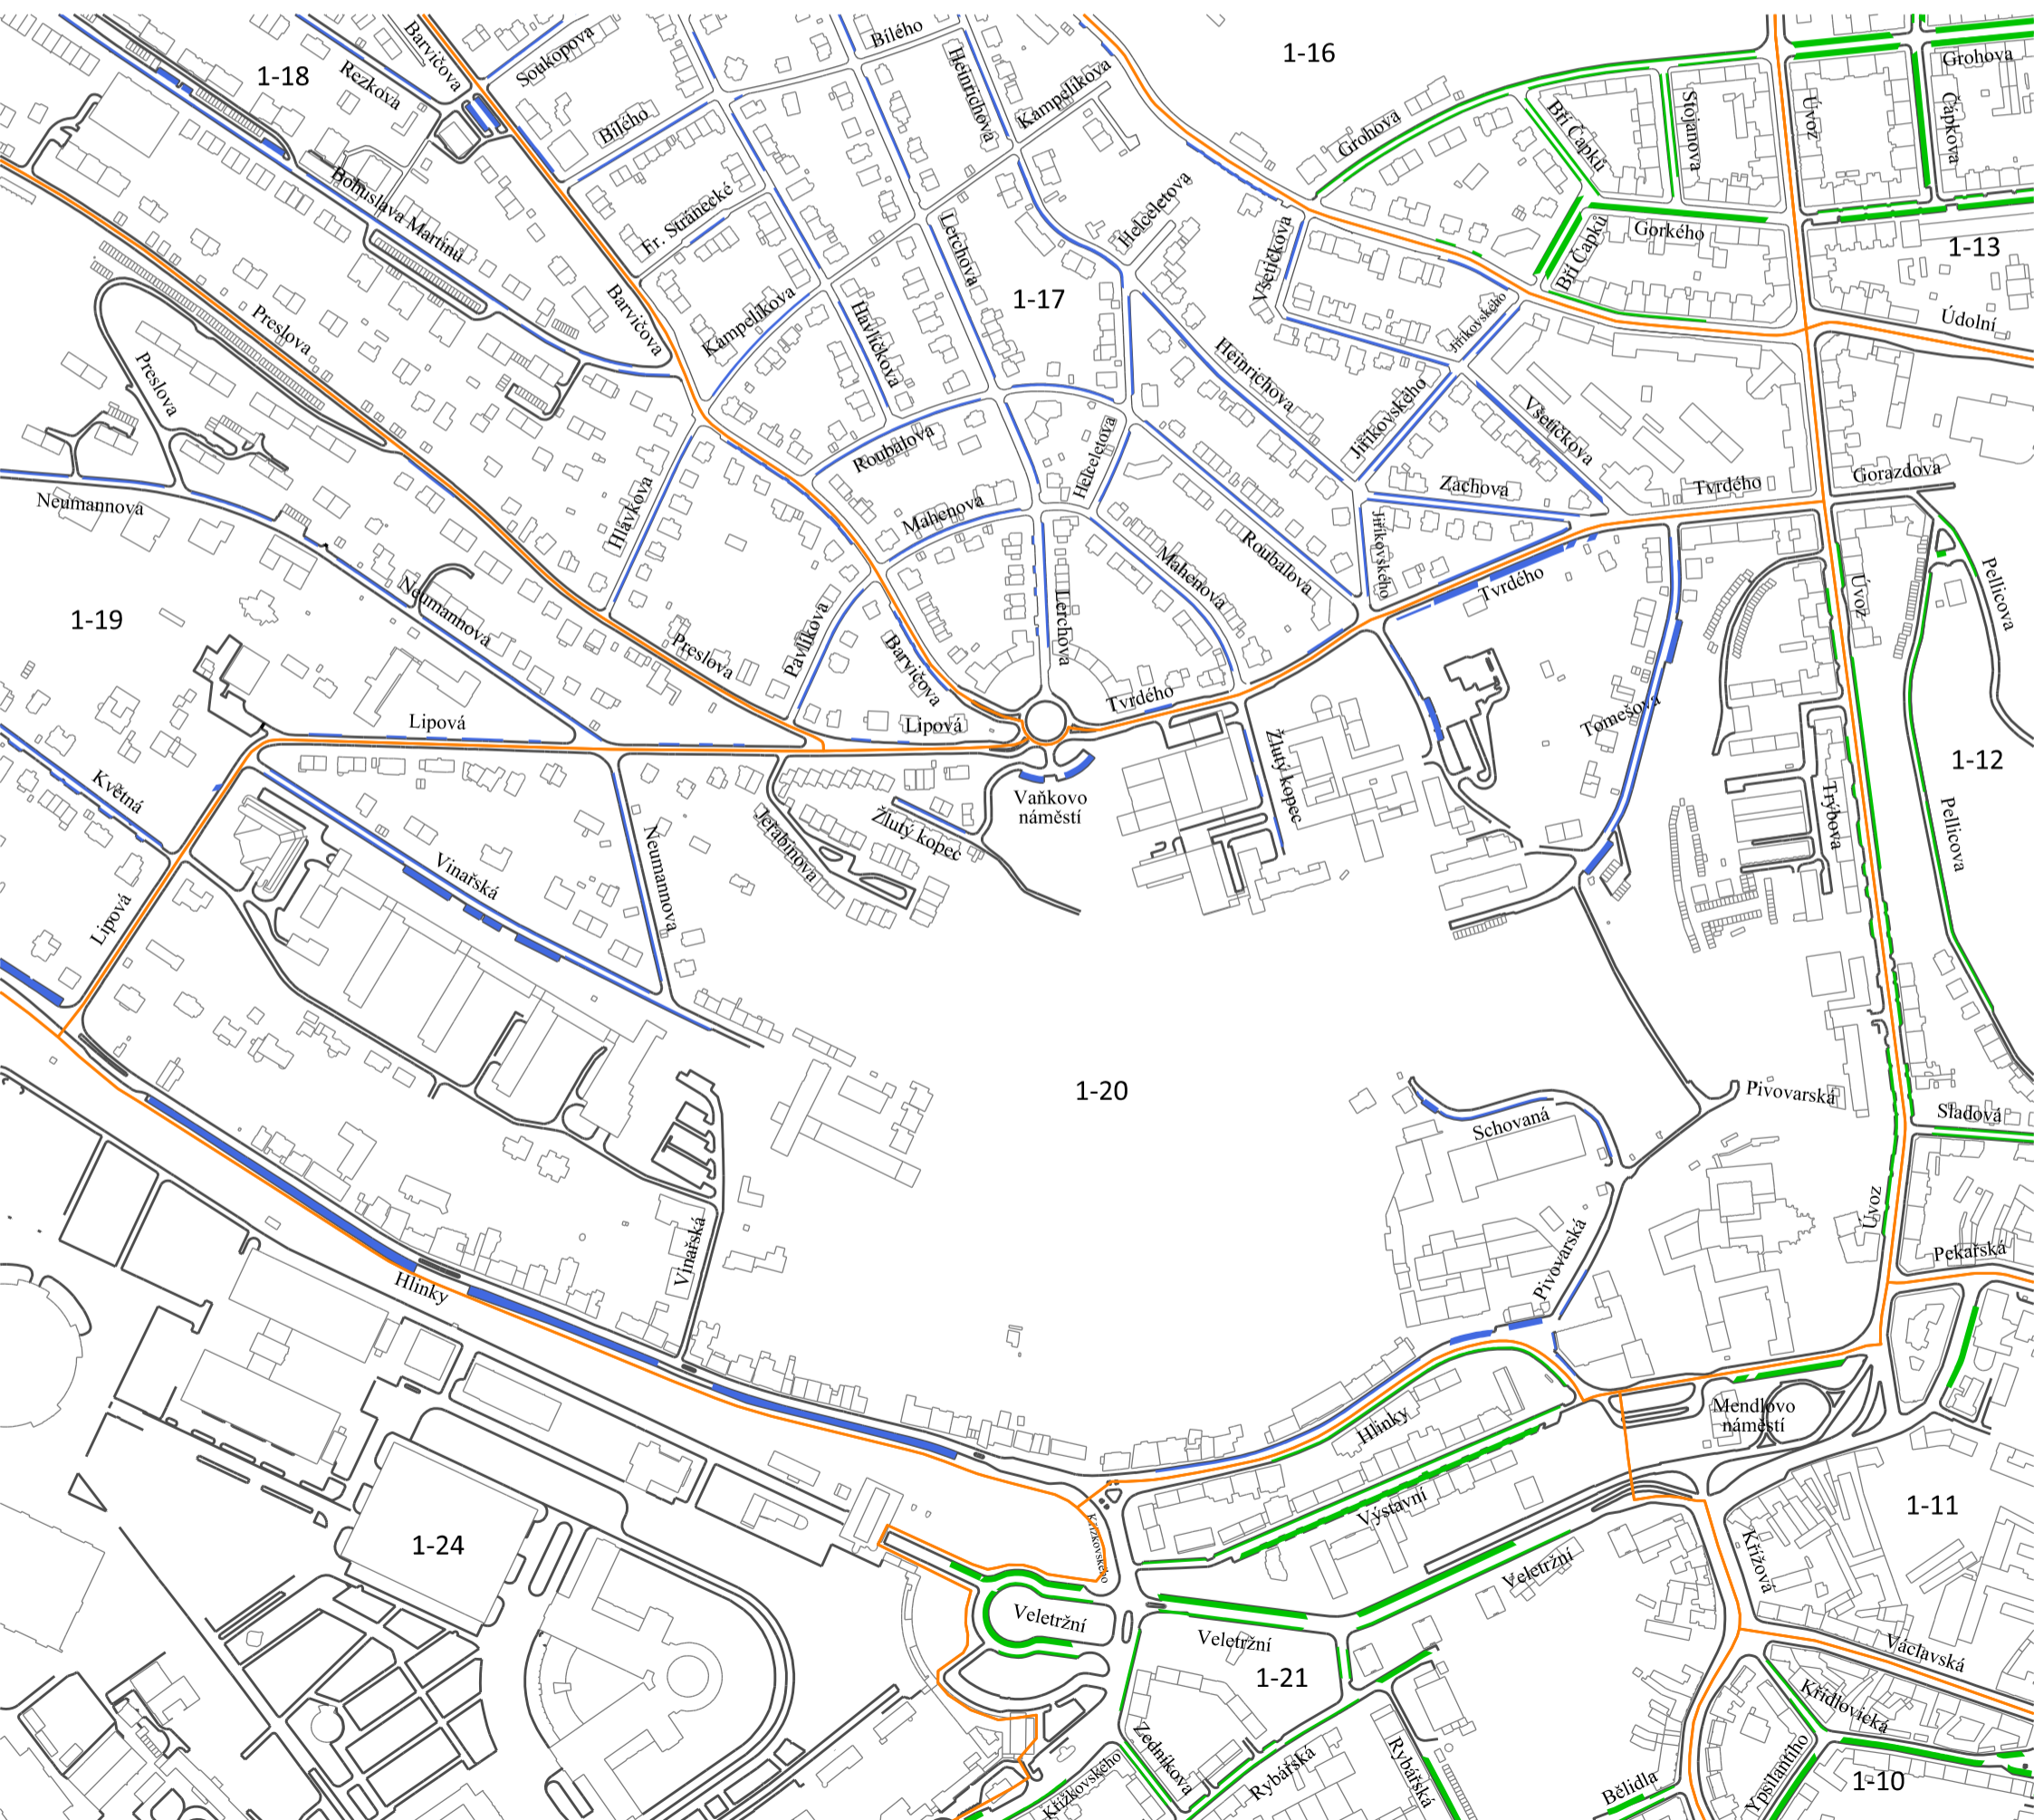 Barvičova
Soukopova
Bílého
Heinrichova
1-16
Grohova
1-18
Rezkova
Bílého
Kampelíkova
Grohova
Bří Čapků
Stojanova
Úvoz
Čapkova
Bohuslava Martinů
Fr. Stránecké
Lerchova
Helceletova
Všetičkova
Bří Čapků
Gorkého
1-13
Preslova
Barvičova
Kampelíkova
Havlíčkova
1-17
Jiříkovského
Údolní
Preslova
Heinrichova
Jiříkovského
Všetičkova
Roubalova
Helceletova
Neumannová
Hlávkova
Mahenova
Zachova
Tvrdého
Gorazdova
Jiříkovského
Roubalova
Mahenova
Tvrdého
Úvoz
Pellicova
1-19
Neumannova
Preslova
Pavlíkova
Barvičova
Lerchova
Tvrdého
Tomešova
Lipová
Lipová
Žlutý kopec
1-12
Květná
Vaňkovo
náměstí
Jeřabinova
Žlutý kopec
Trýbova
Pellicova
Vinařská
Neumannova
Lipová
1-20
Pivovarská
Schovaná
Sladová
Úvoz
Vinařská
Pivovarská
Pekařská
Hlinky
Hlinky
Mendlovo
náměstí
Výstavní
1-11
1-24
Křížkovského
Veletržní
Křížová
Veletržní
Veletržní
1-21
Václavská
Křídlovická
Zedníkova
Křížkovského
Rybářská
Rybářská
Bělidla
Ypsilantiho
1-10